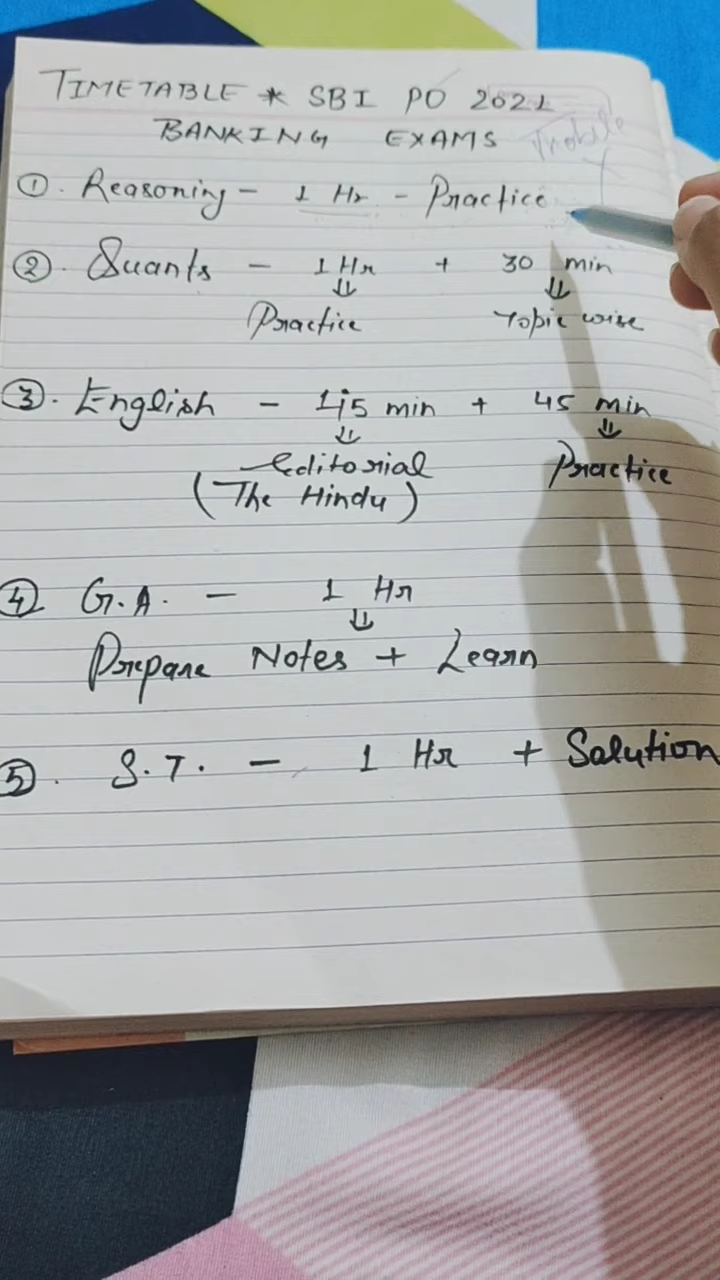 TIMETABLE * SBI PO 2021
BANKING EXAMS
①. Reasoning - 1 Hr - Practice
②. Quants - 1 Hr + 30 min
⇓ ⇓
Practice Topic wise
③. English - 15 min + 45 min
⇓ ⇓
Editorial Practice
(The Hindu)
④ G.A. - 1 Hr
⇓
Prepare Notes + Learn
⑤. S.T. - 1 Hr + Solution